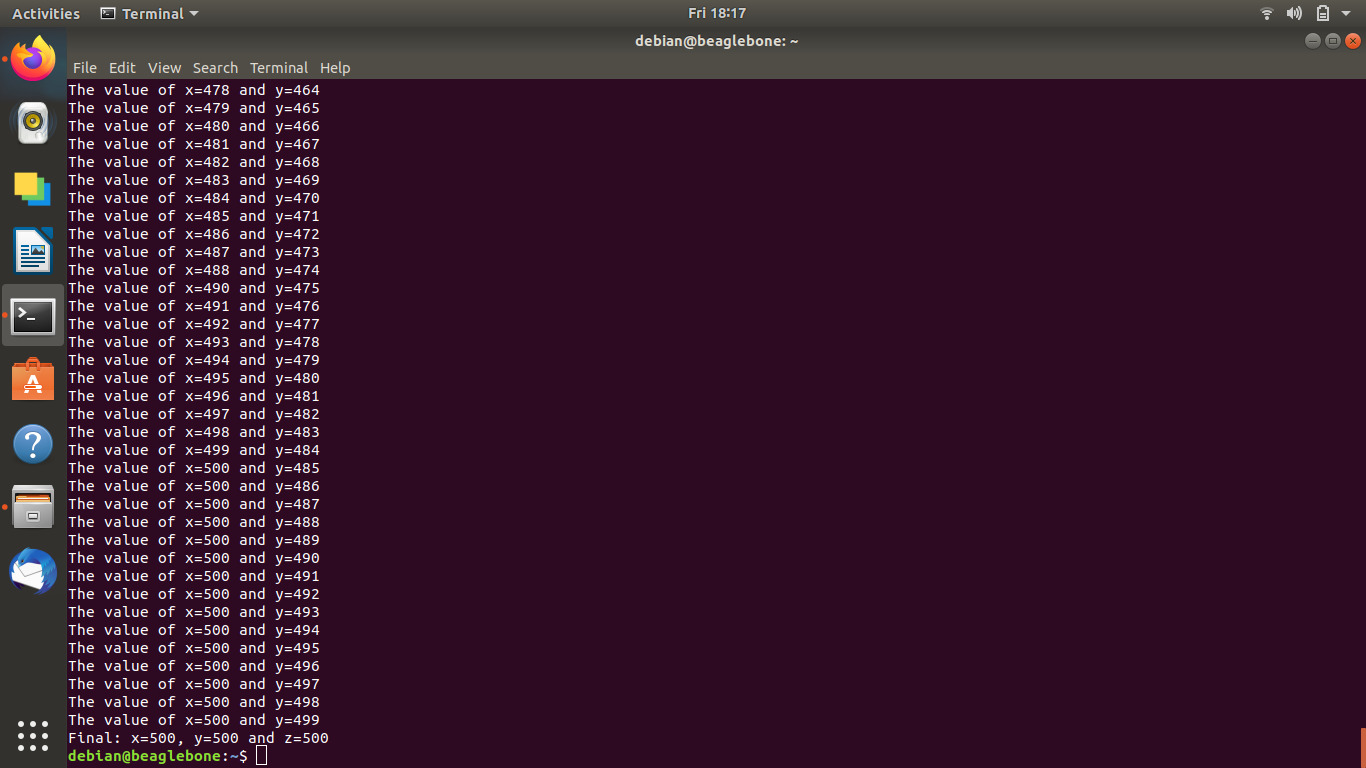 Activities Terminal Fri 18:17
debian@beaglebone: ~
File Edit View Search Terminal Help
The value of x=478 and y=464
The value of x=479 and y=465
The value of x=480 and y=466
The value of x=481 and y=467
The value of x=482 and y=468
The value of x=483 and y=469
The value of x=484 and y=470
The value of x=485 and y=471
The value of x=486 and y=472
The value of x=487 and y=473
The value of x=488 and y=474
The value of x=490 and y=475
The value of x=491 and y=476
The value of x=492 and y=477
The value of x=493 and y=478
The value of x=494 and y=479
The value of x=495 and y=480
The value of x=496 and y=481
The value of x=497 and y=482
The value of x=498 and y=483
The value of x=499 and y=484
The value of x=500 and y=485
The value of x=500 and y=486
The value of x=500 and y=487
The value of x=500 and y=488
The value of x=500 and y=489
The value of x=500 and y=490
The value of x=500 and y=491
The value of x=500 and y=492
The value of x=500 and y=493
The value of x=500 and y=494
The value of x=500 and y=495
The value of x=500 and y=496
The value of x=500 and y=497
The value of x=500 and y=498
The value of x=500 and y=499
Final: x=500, y=500 and z=500
debian@beaglebone:~$